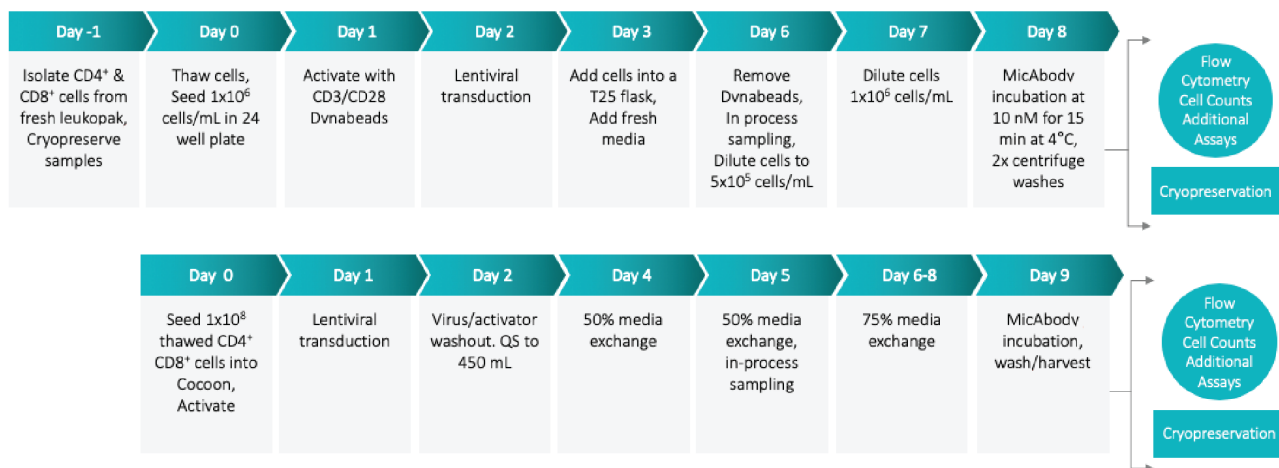 Day -1
Day 0
Day 1
Day 2
Day 3
Day 6
Day 7
Day 8
Isolate CD4⁺ &
CD8⁺ cells from
fresh leukopak,
Cryopreserve
samples
Thaw cells,
Seed 1x10⁶
cells/mL in 24
well plate
Activate with
CD3/CD28
Dvnabeads
Lentiviral
transduction
Add cells into a
T25 flask,
Add fresh
media
Remove
Dvnabeads,
In process
sampling,
Dilute cells to
5x10⁵ cells/mL
Dilute cells
1x10⁶ cells/mL
MicAbodv
incubation at
10 nM for 15
min at 4°C,
2x centrifuge
washes
Flow
Cytometry
Cell Counts
Additional
Assays
Cryopreservation
Day 0
Day 1
Day 2
Day 4
Day 5
Day 6-8
Day 9
Seed 1x10⁸
thawed CD4⁺
CD8⁺ cells into
Cocoon,
Activate
Lentiviral
transduction
Virus/activator
washout. QS to
450 mL
50% media
exchange
50% media
exchange,
in-process
sampling
75% media
exchange
MicAbodv
incubation,
wash/harvest
Flow
Cytometry
Cell Counts
Additional
Assays
Cryopreservation